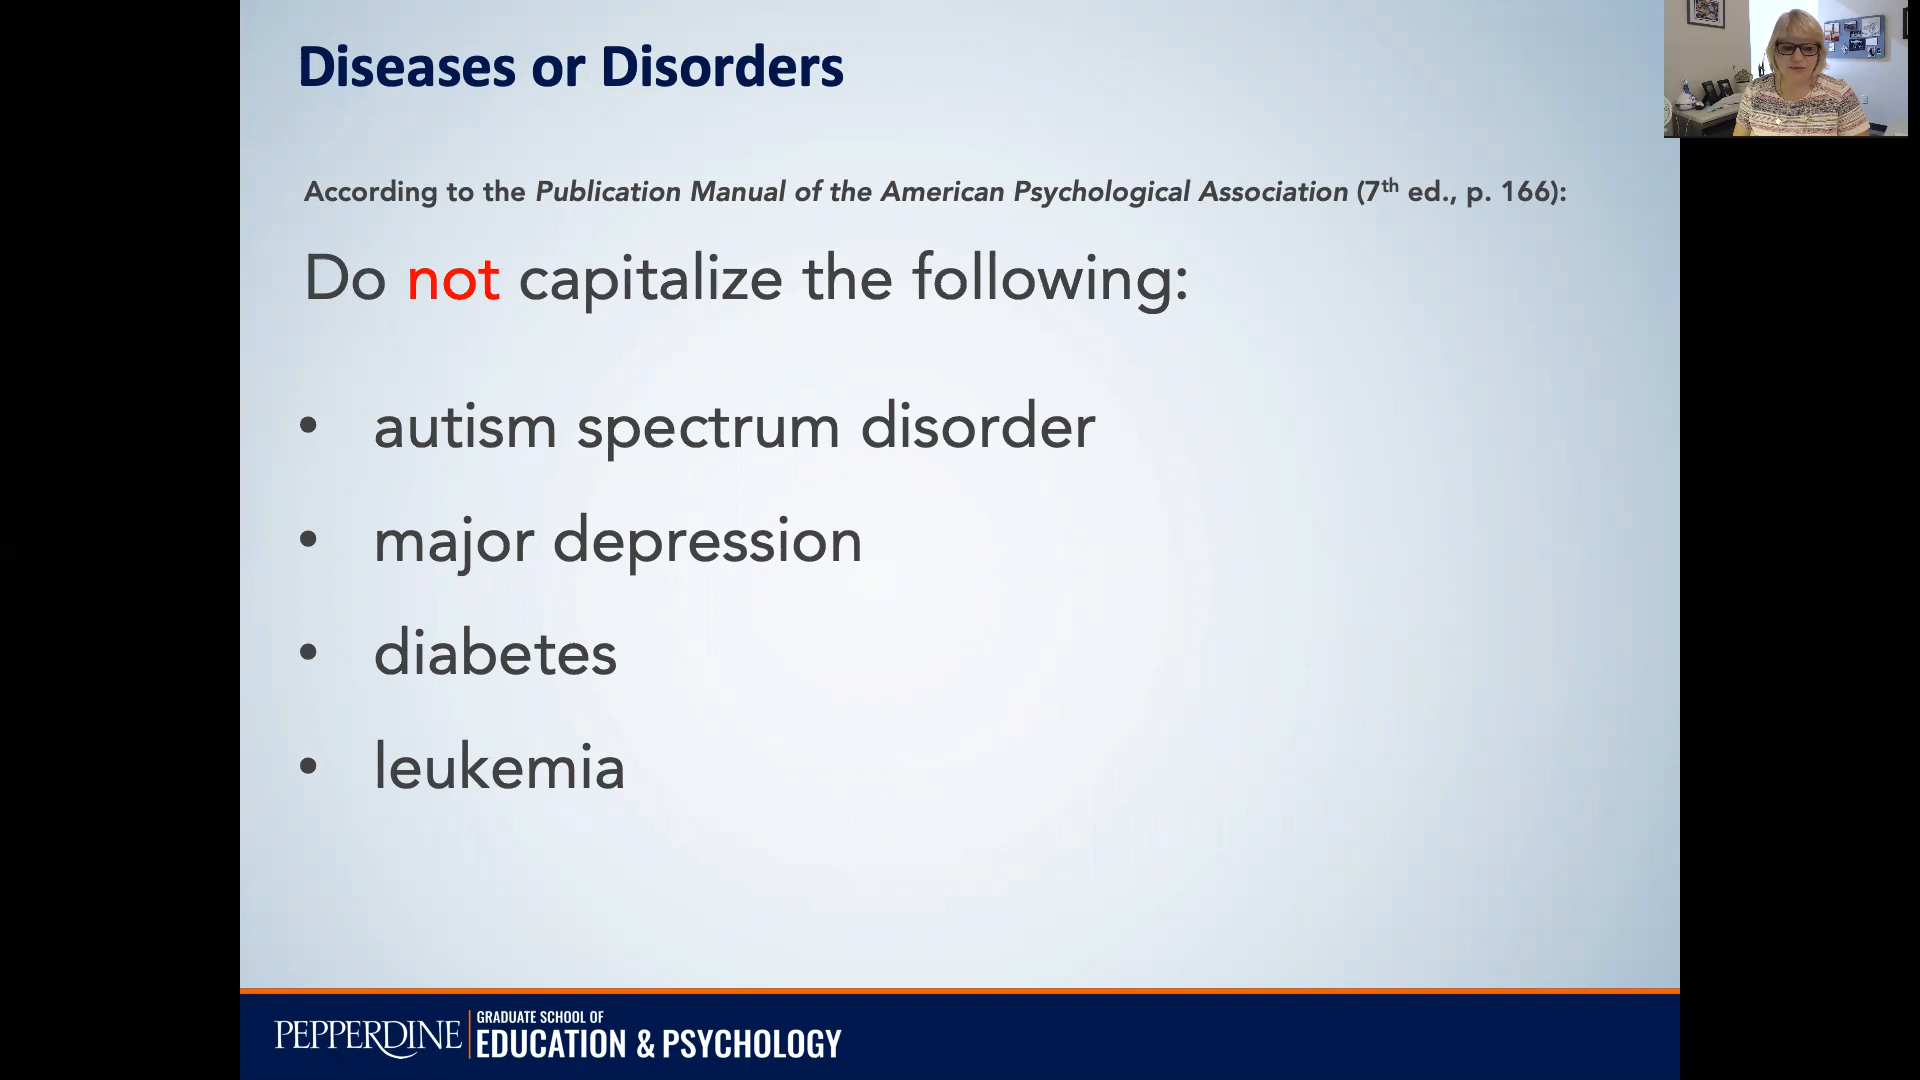 Diseases or Disorders
According to the Publication Manual of the American Psychological Association (7th ed., p. 166):
Do not capitalize the following:
• autism spectrum disorder
• major depression
• diabetes
• leukemia
PEPPERDINE
GRADUATE SCHOOL OF
EDUCATION & PSYCHOLOGY